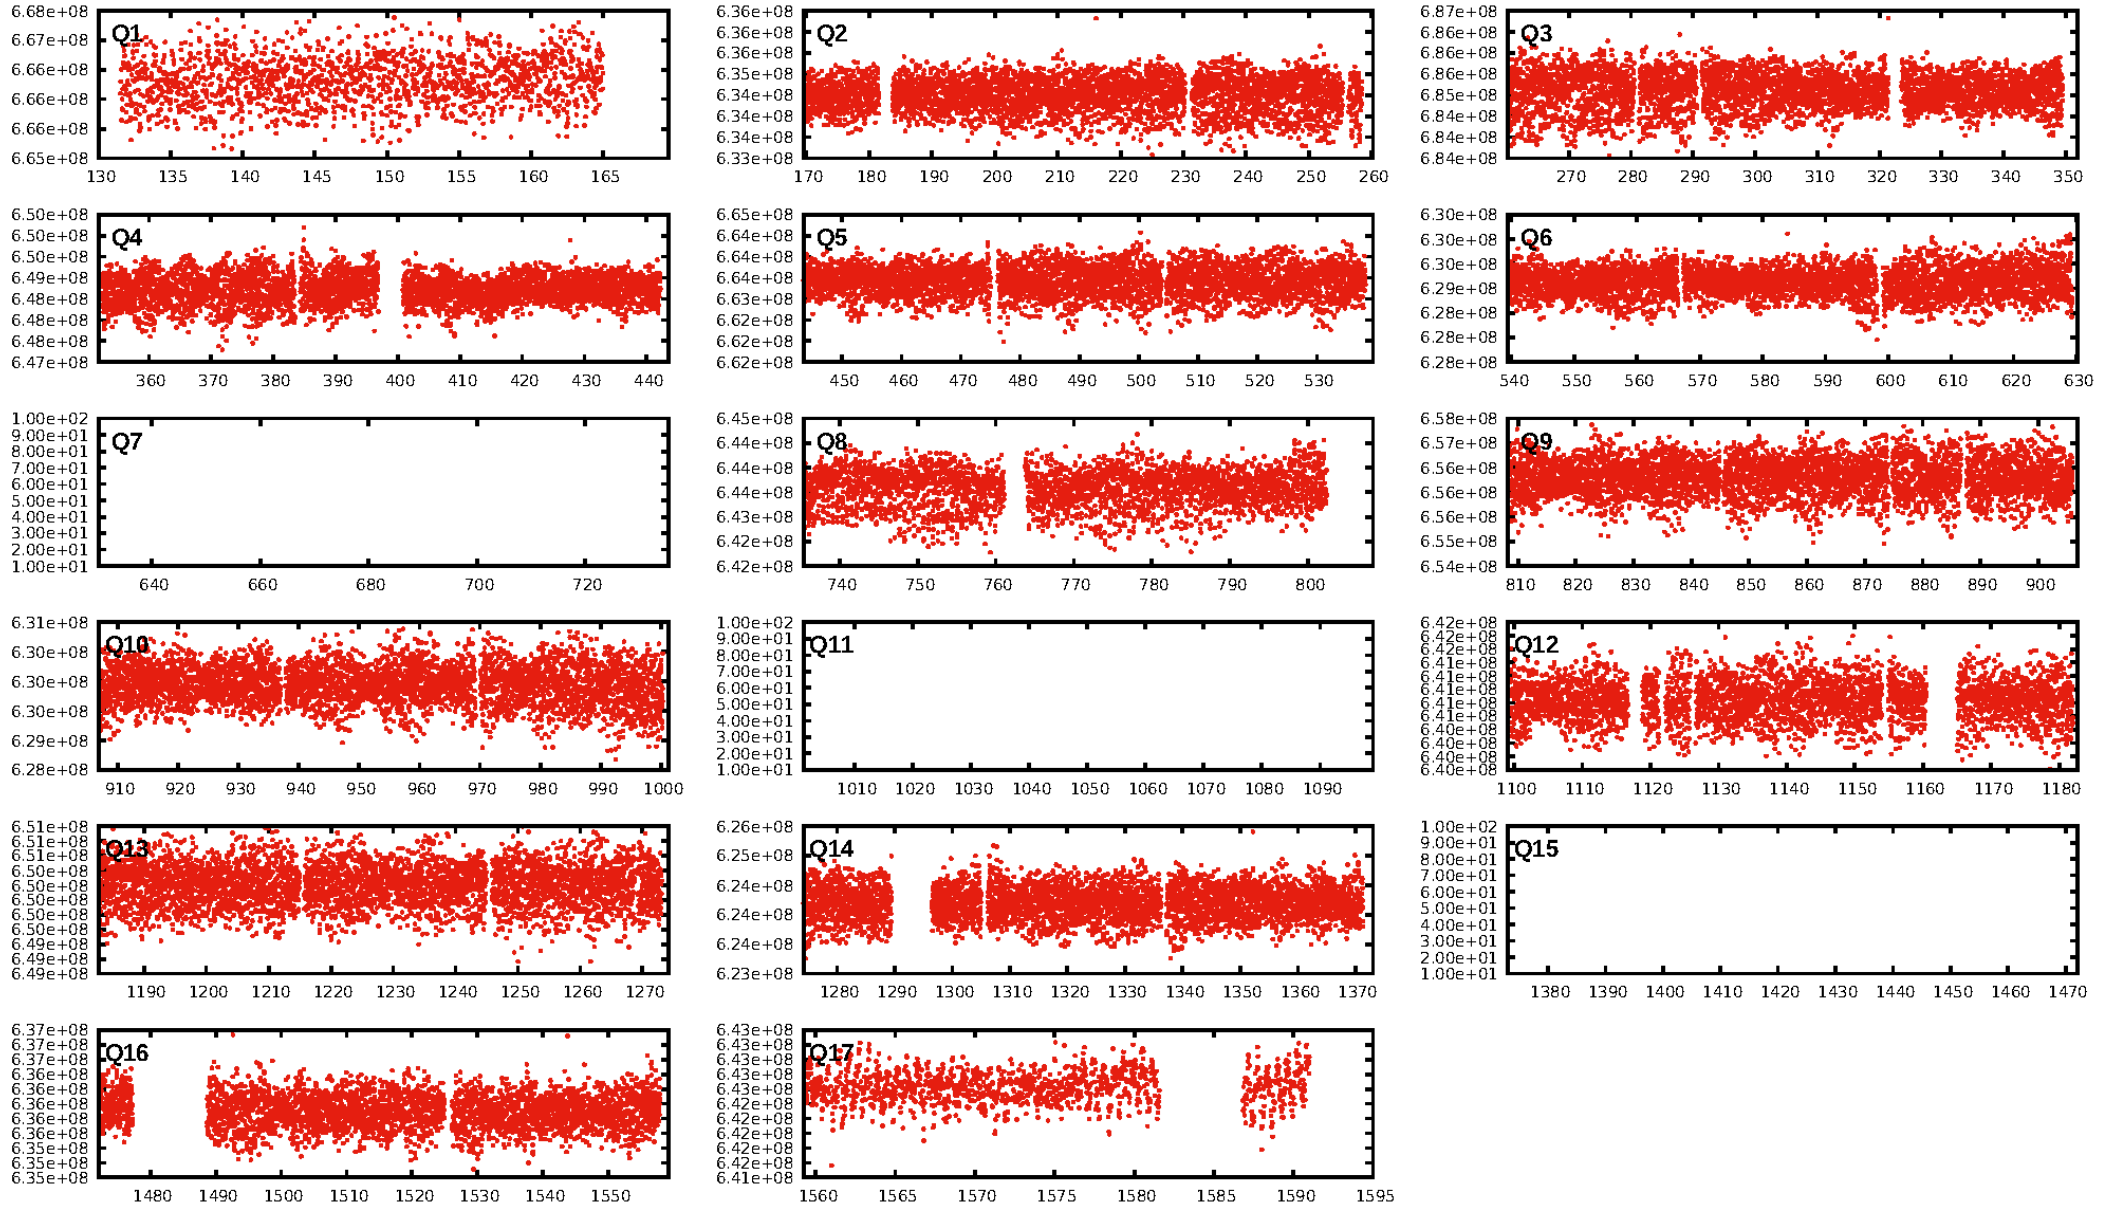 6.68e+08
6.67e+08
6.66e+08
6.66e+08
6.66e+08
6.65e+08
Q1
130 135 140 145 150 155 160 165
6.36e+08
6.36e+08
6.35e+08
6.35e+08
6.34e+08
6.34e+08
6.34e+08
6.33e+08
Q2
170 180 190 200 210 220 230 240 250 260
6.87e+08
6.86e+08
6.86e+08
6.86e+08
6.85e+08
6.84e+08
6.84e+08
6.84e+08
Q3
270 280 290 300 310 320 330 340 350
6.50e+08
6.50e+08
6.50e+08
6.49e+08
6.48e+08
6.48e+08
6.48e+08
6.47e+08
Q4
360 370 380 390 400 410 420 430 440
6.65e+08
6.64e+08
6.64e+08
6.64e+08
6.63e+08
6.62e+08
6.62e+08
6.62e+08
Q5
450 460 470 480 490 500 510 520 530
6.30e+08
6.30e+08
6.30e+08
6.29e+08
6.28e+08
6.28e+08
6.28e+08
Q6
540 550 560 570 580 590 600 610 620 630
1.00e+02
9.00e+01
8.00e+01
7.00e+01
6.00e+01
5.00e+01
4.00e+01
3.00e+01
2.00e+01
1.00e+01
Q7
640 660 680 700 720
6.45e+08
6.44e+08
6.44e+08
6.44e+08
6.43e+08
6.42e+08
6.42e+08
Q8
740 750 760 770 780 790 800
6.58e+08
6.57e+08
6.56e+08
6.56e+08
6.56e+08
6.55e+08
6.54e+08
Q9
810 820 830 840 850 860 870 880 890 900
6.31e+08
6.30e+08
6.30e+08
6.30e+08
6.29e+08
6.28e+08
Q10
910 920 930 940 950 960 970 980 990 1000
1.00e+02
9.00e+01
8.00e+01
7.00e+01
6.00e+01
5.00e+01
4.00e+01
3.00e+01
2.00e+01
1.00e+01
Q11
1010 1020 1030 1040 1050 1060 1070 1080 1090
6.42e+08
6.42e+08
6.42e+08
6.41e+08
6.41e+08
6.41e+08
6.41e+08
6.41e+08
6.40e+08
6.40e+08
6.40e+08
6.40e+08
Q12
1100 1110 1120 1130 1140 1150 1160 1170 1180
6.51e+08
6.51e+08
6.51e+08
6.50e+08
6.50e+08
6.50e+08
6.50e+08
6.50e+08
6.49e+08
6.49e+08
6.49e+08
Q13
1190 1200 1210 1220 1230 1240 1250 1260 1270
6.26e+08
6.25e+08
6.24e+08
6.24e+08
6.24e+08
6.23e+08
Q14
1280 1290 1300 1310 1320 1330 1340 1350 1360 1370
1.00e+02
9.00e+01
8.00e+01
7.00e+01
6.00e+01
5.00e+01
4.00e+01
3.00e+01
2.00e+01
1.00e+01
Q15
1380 1390 1400 1410 1420 1430 1440 1450 1460 1470
6.37e+08
6.37e+08
6.37e+08
6.36e+08
6.36e+08
6.36e+08
6.36e+08
6.36e+08
6.35e+08
6.35e+08
6.35e+08
Q16
1480 1490 1500 1510 1520 1530 1540 1550
6.43e+08
6.43e+08
6.43e+08
6.43e+08
6.43e+08
6.42e+08
6.42e+08
6.42e+08
6.42e+08
6.42e+08
6.41e+08
Q17
1560 1565 1570 1575 1580 1585 1590 1595